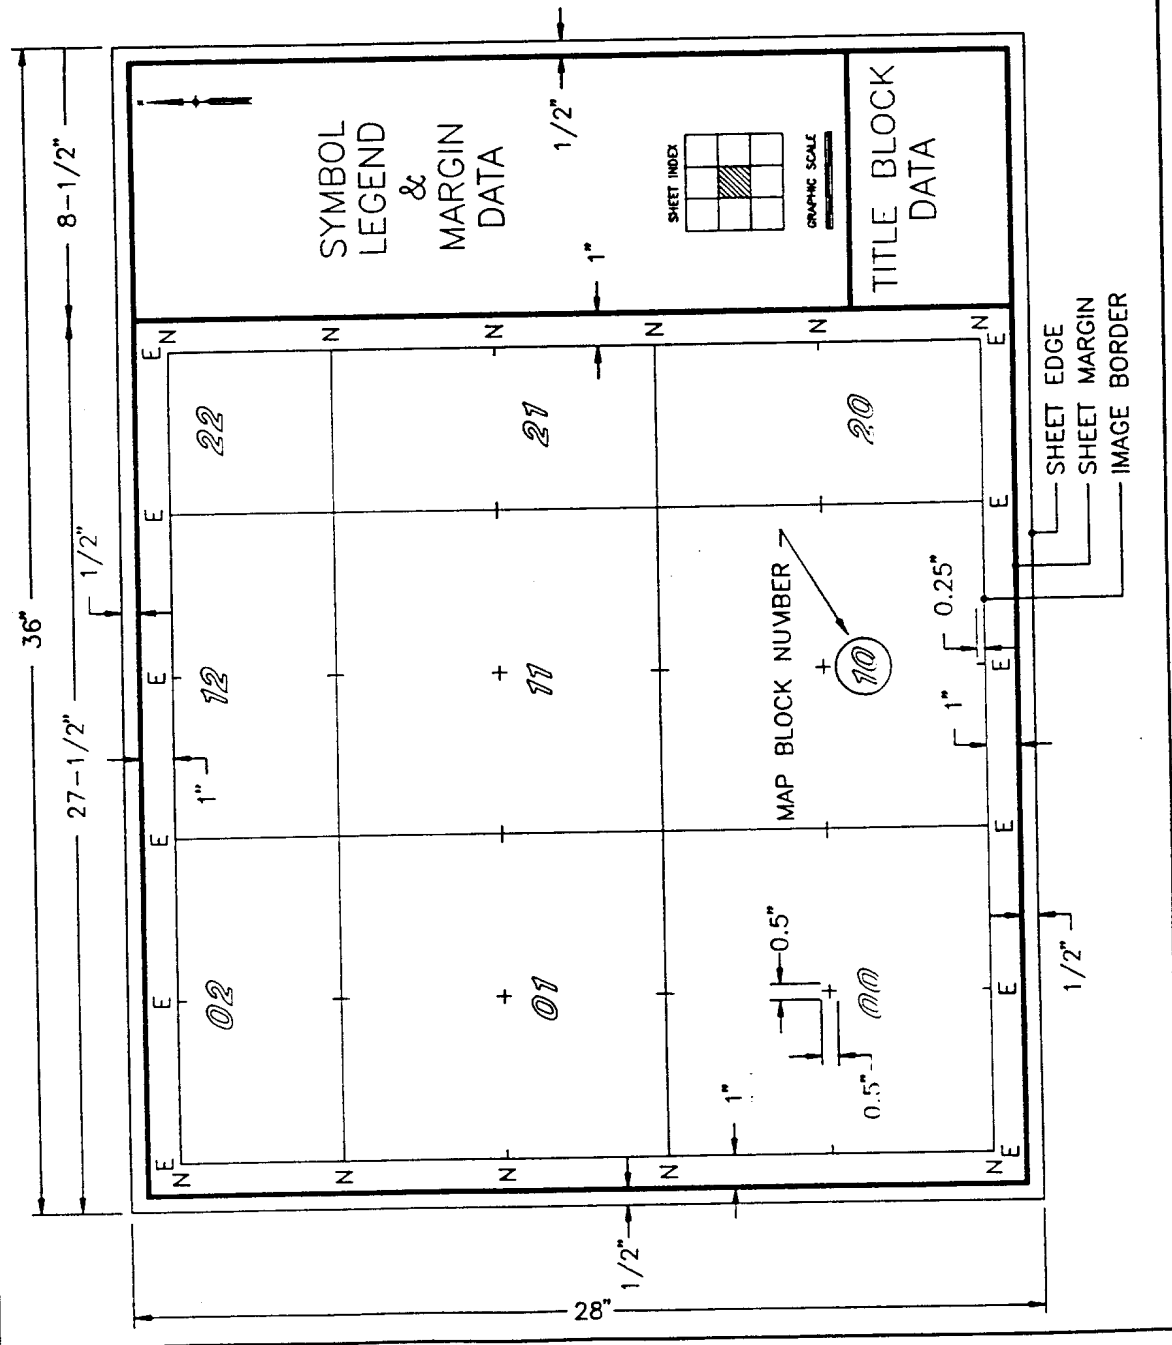 36"
27-1/2"
8-1/2"
1/2"
1"
SYMBOL
LEGEND
&
MARGIN
DATA
1/2"
1"
SHEET INDEX
GRAPHIC SCALE
TITLE BLOCK
DATA
E
E
E
E
E
E
N
N
N
N
N
N
N
N
N
N
02
12
22
01
11
21
00
10
20
MAP BLOCK NUMBER
0.5"
0.5"
1"
1"
0.25"
E
E
E
E
E
E
1/2"
1/2"
28"
SHEET EDGE
SHEET MARGIN
IMAGE BORDER